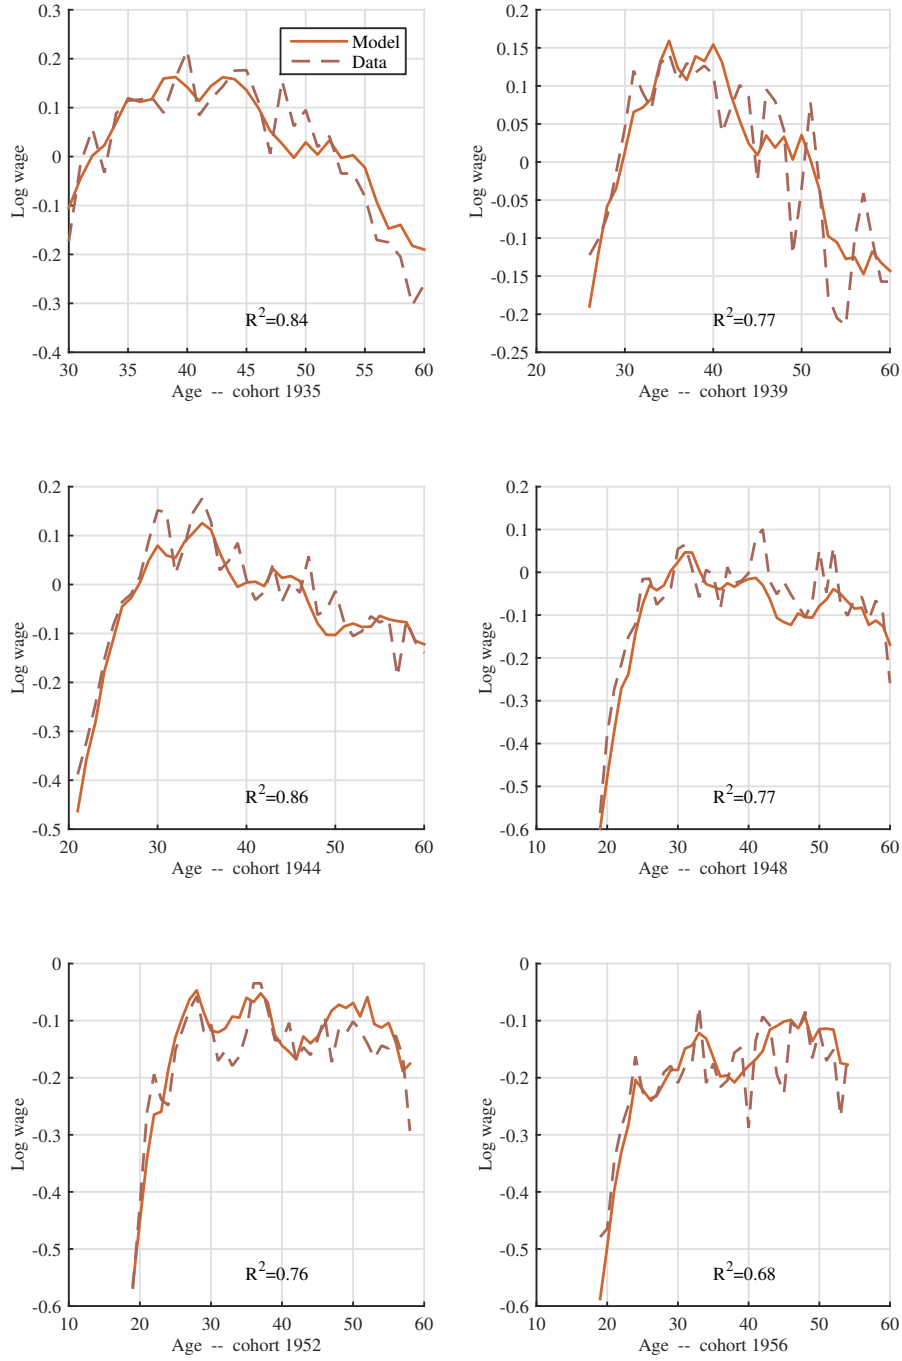 0.3
0.2
0.1
0
-0.1
-0.2
-0.3
-0.4
Log wage
Model
Data
R²=0.84
30 35 40 45 50 55 60
Age -- cohort 1935
0.2
0.15
0.1
0.05
0
-0.05
-0.1
-0.15
-0.2
-0.25
Log wage
R²=0.77
20 30 40 50 60
Age -- cohort 1939
0.2
0.1
0
-0.1
-0.2
-0.3
-0.4
-0.5
Log wage
R²=0.86
20 30 40 50 60
Age -- cohort 1944
0.2
0.1
0
-0.1
-0.2
-0.3
-0.4
-0.5
-0.6
Log wage
R²=0.77
10 20 30 40 50 60
Age -- cohort 1948
0
-0.1
-0.2
-0.3
-0.4
-0.5
-0.6
Log wage
R²=0.76
10 20 30 40 50 60
Age -- cohort 1952
0
-0.1
-0.2
-0.3
-0.4
-0.5
-0.6
Log wage
R²=0.68
10 20 30 40 50 60
Age -- cohort 1956